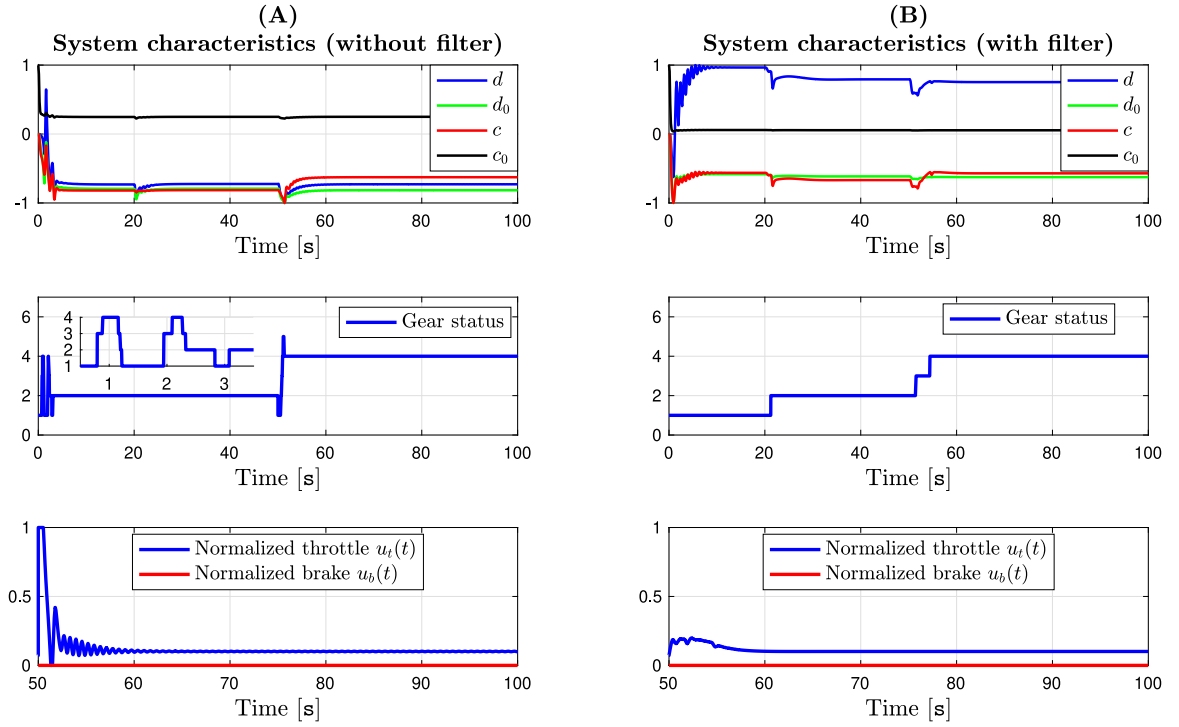 (A)
System characteristics (without filter)
1
0
-1
d
d₀
c
c₀
0 20 40 60 80 100
Time [s]
6
4
2
0
4
3
2
1
1 2 3
Gear status
0 20 40 60 80 100
Time [s]
1
0.5
0
Normalized throttle uₜ(t)
Normalized brake u_b(t)
50 60 70 80 90 100
Time [s]
(B)
System characteristics (with filter)
1
0
-1
d
d₀
c
c₀
0 20 40 60 80 100
Time [s]
6
4
2
0
Gear status
0 20 40 60 80 100
Time [s]
1
0.5
0
Normalized throttle uₜ(t)
Normalized brake u_b(t)
50 60 70 80 90 100
Time [s]